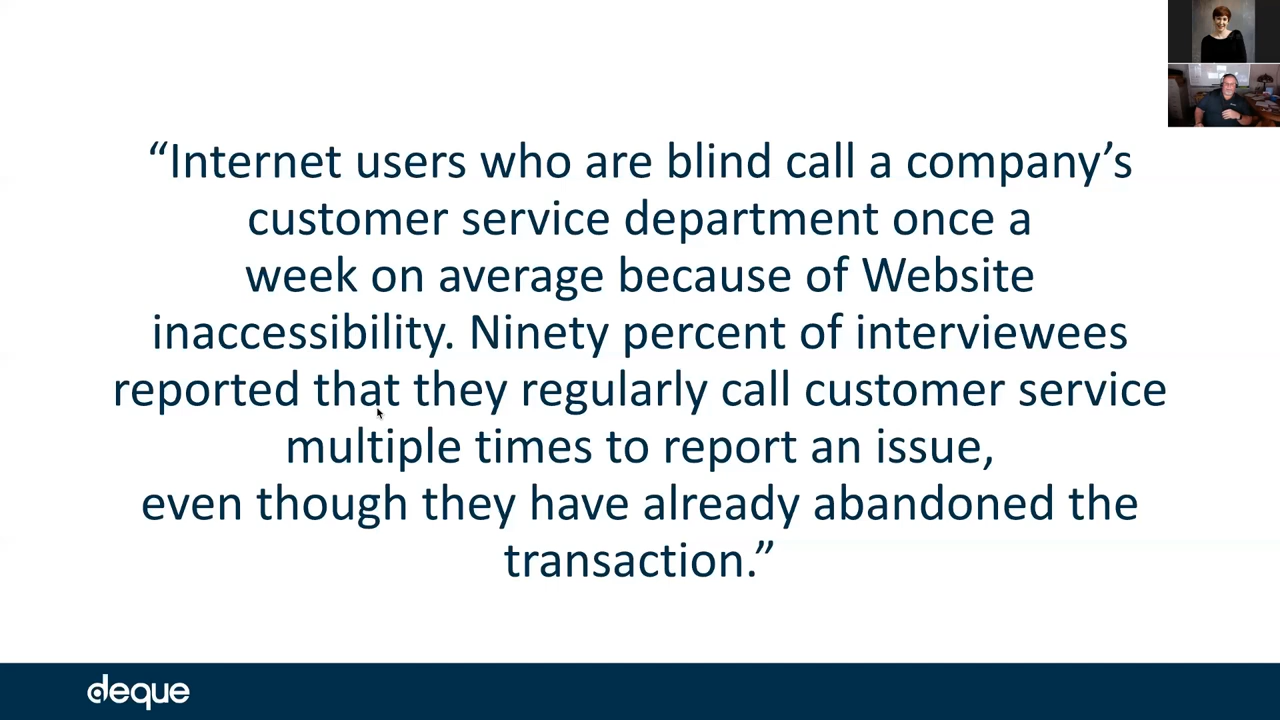 “Internet users who are blind call a company’s
customer service department once a
week on average because of Website
inaccessibility. Ninety percent of interviewees
reported that they regularly call customer service
multiple times to report an issue,
even though they have already abandoned the
transaction.”
deque